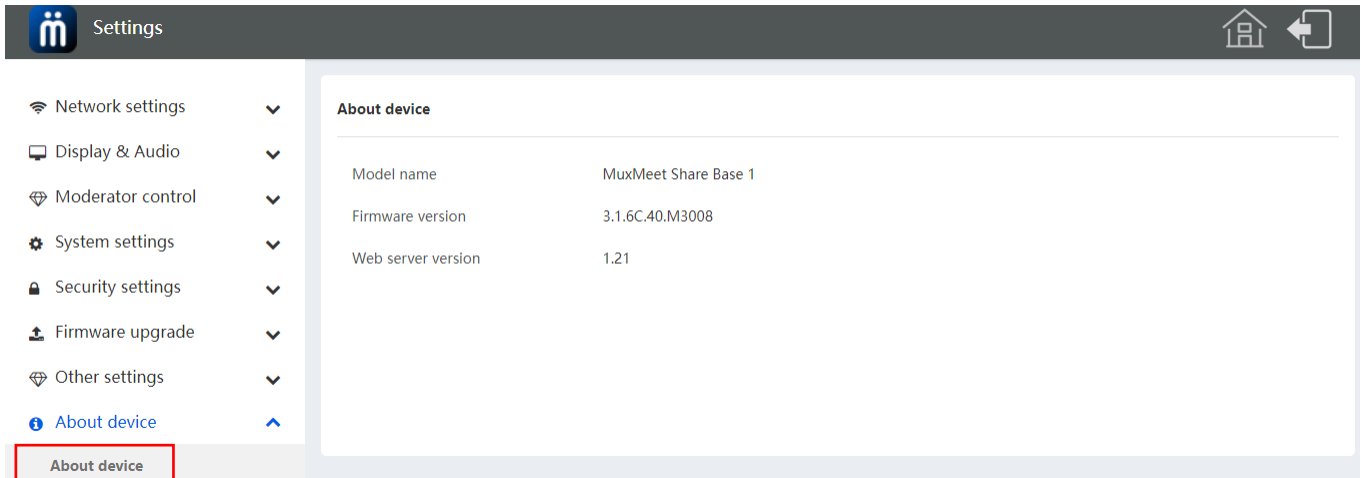 Settings
Network settings
Display & Audio
Moderator control
System settings
Security settings
Firmware upgrade
Other settings
About device
About device
About device
Model name MuxMeet Share Base 1
Firmware version 3.1.6C.40.M3008
Web server version 1.21